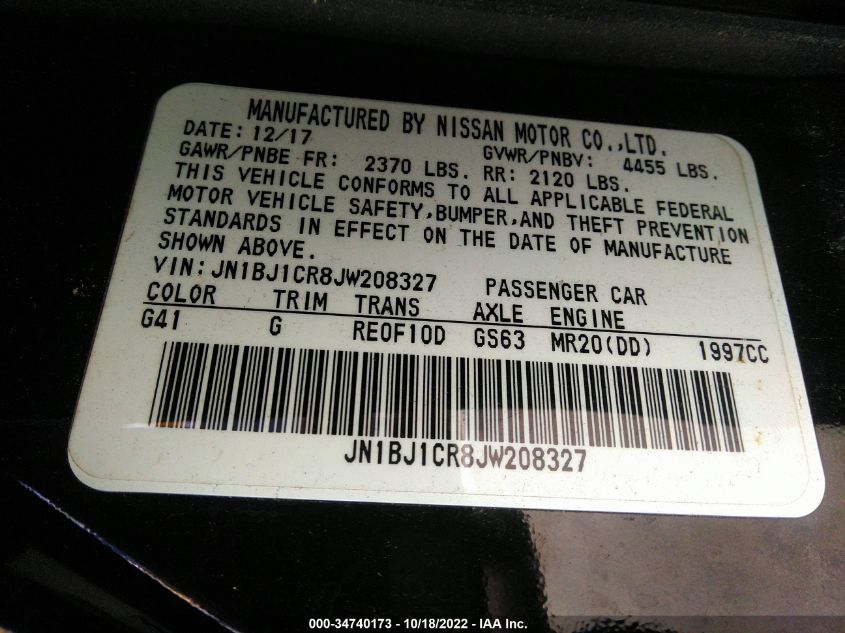 MANUFACTURED BY NISSAN MOTOR CO.,LTD.
DATE: 12/17 GVWR/PNBV: 4455 LBS.
GAWR/PNBE FR: 2370 LBS. RR: 2120 LBS.
THIS VEHICLE CONFORMS TO ALL APPLICABLE FEDERAL
MOTOR VEHICLE SAFETY,BUMPER,AND THEFT PREVENTION
STANDARDS IN EFFECT ON THE DATE OF MANUFACTURE
SHOWN ABOVE.
VIN: JN1BJ1CR8JW208327 PASSENGER CAR
COLOR TRIM TRANS AXLE ENGINE
G41 G RE0F10D GS63 MR20(DD) 1997CC
JN1BJ1CR8JW208327
000-34740173 - 10/18/2022 - IAA Inc.